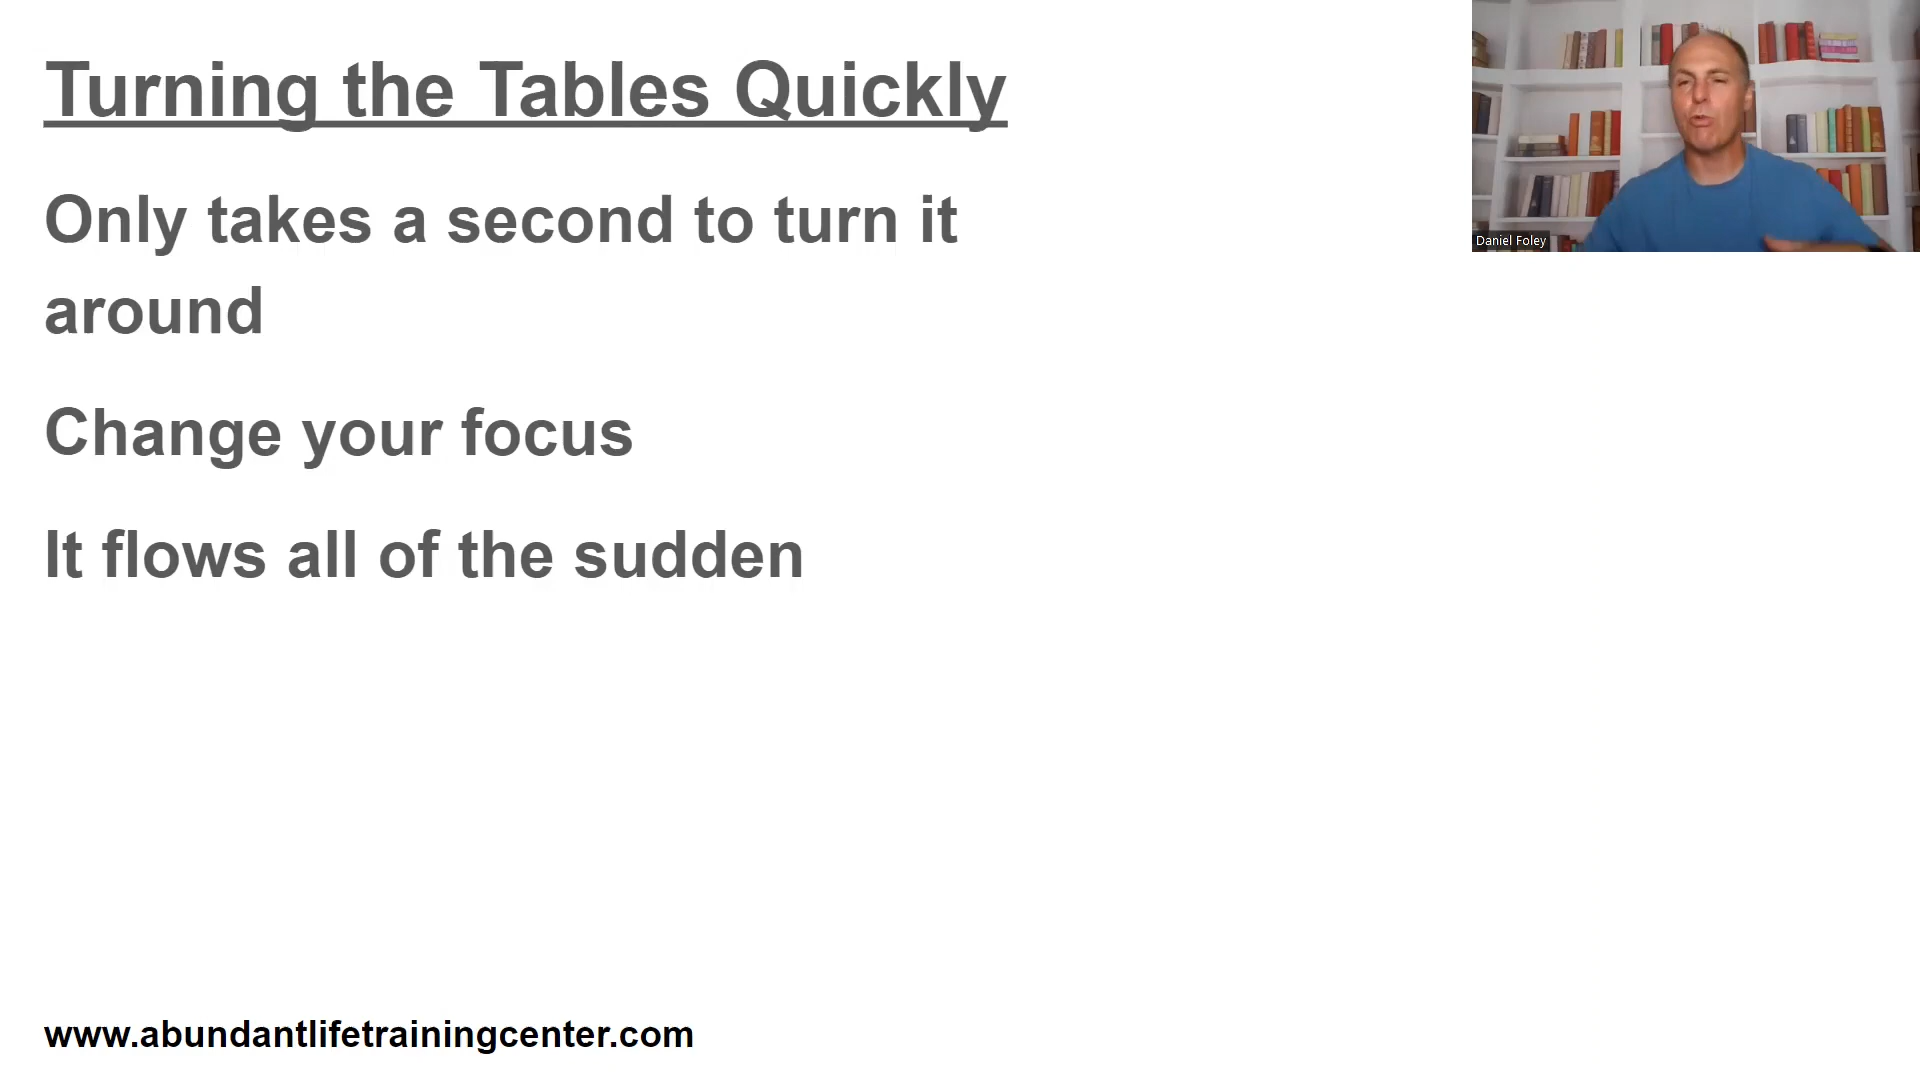 Turning the Tables Quickly
Only takes a second to turn it
around
Change your focus
It flows all of the sudden
Daniel Foley
www.abundantlifetrainingcenter.com